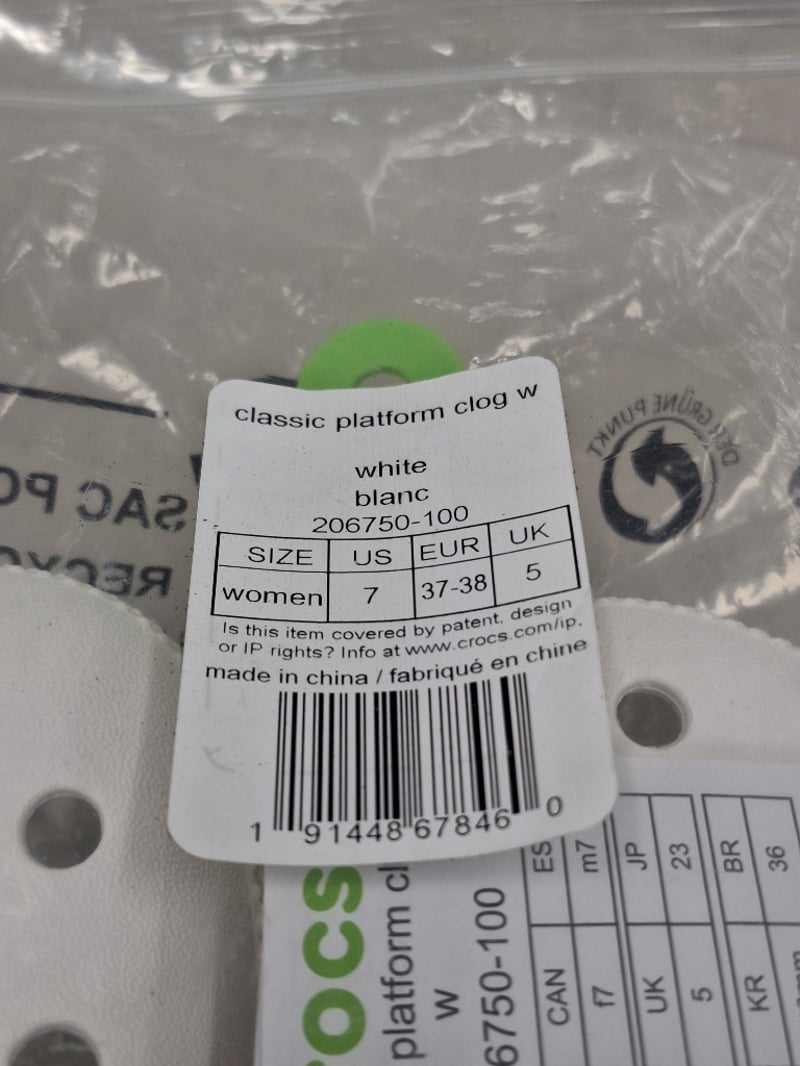 classic platform clog w
white
blanc
206750-100
SIZE US EUR UK
women 7 37-38 5
Is this item covered by patent, design
or IP rights? Info at www.crocs.com/ip.
made in china / fabriqué en chine
1 91448 67846 0
DER GRÜNE PUNKT
SAC PO
RECYC
ocs
platform cl
w
6750-100
CAN ES
f7 m7
UK JP
5 23
KR BR
36